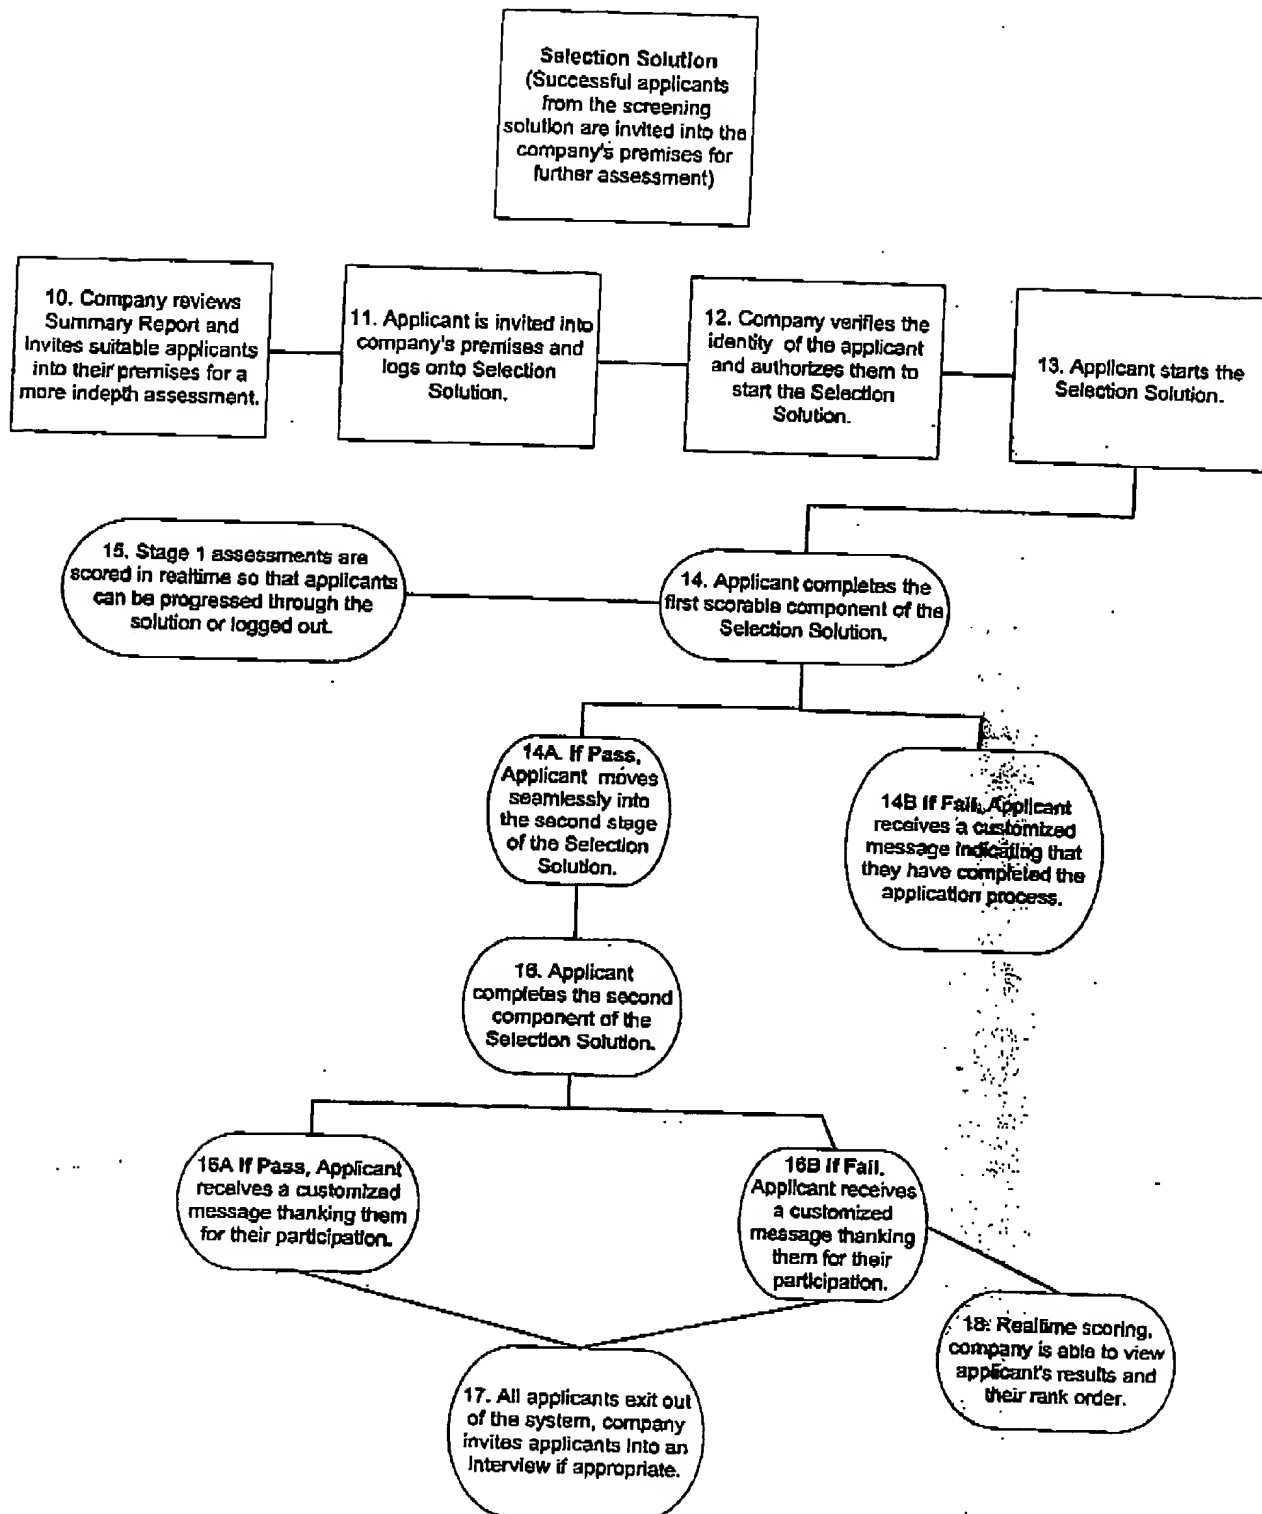 Selection Solution
(Successful applicants
from the screening
solution are invited into the
company's premises for
further assessment)
10. Company reviews
Summary Report and
Invites suitable applicants
into their premises for a
more indepth assessment.
11. Applicant is invited into
company's premises and
logs onto Selection
Solution.
12. Company verifies the
identity of the applicant
and authorizes them to
start the Selection
Solution.
13. Applicant starts the
Selection Solution.
15. Stage 1 assessments are
scored in realtime so that applicants
can be progressed through the
solution or logged out.
14. Applicant completes the
first scorable component of the
Selection Solution.
14A. If Pass,
Applicant moves
seamlessly into
the second stage
of the Selection
Solution.
14B If Fail, Applicant
receives a customized
message indicating that
they have completed the
application process.
16. Applicant
completes the second
component of the
Selection Solution.
16A If Pass, Applicant
receives a customized
message thanking them
for their participation.
16B If Fail,
Applicant receives
a customized
message thanking
them for their
participation.
18. Realtime scoring,
company is able to view
applicant's results and
their rank order.
17. All applicants exit out
of the system, company
invites applicants into an
Interview if appropriate.